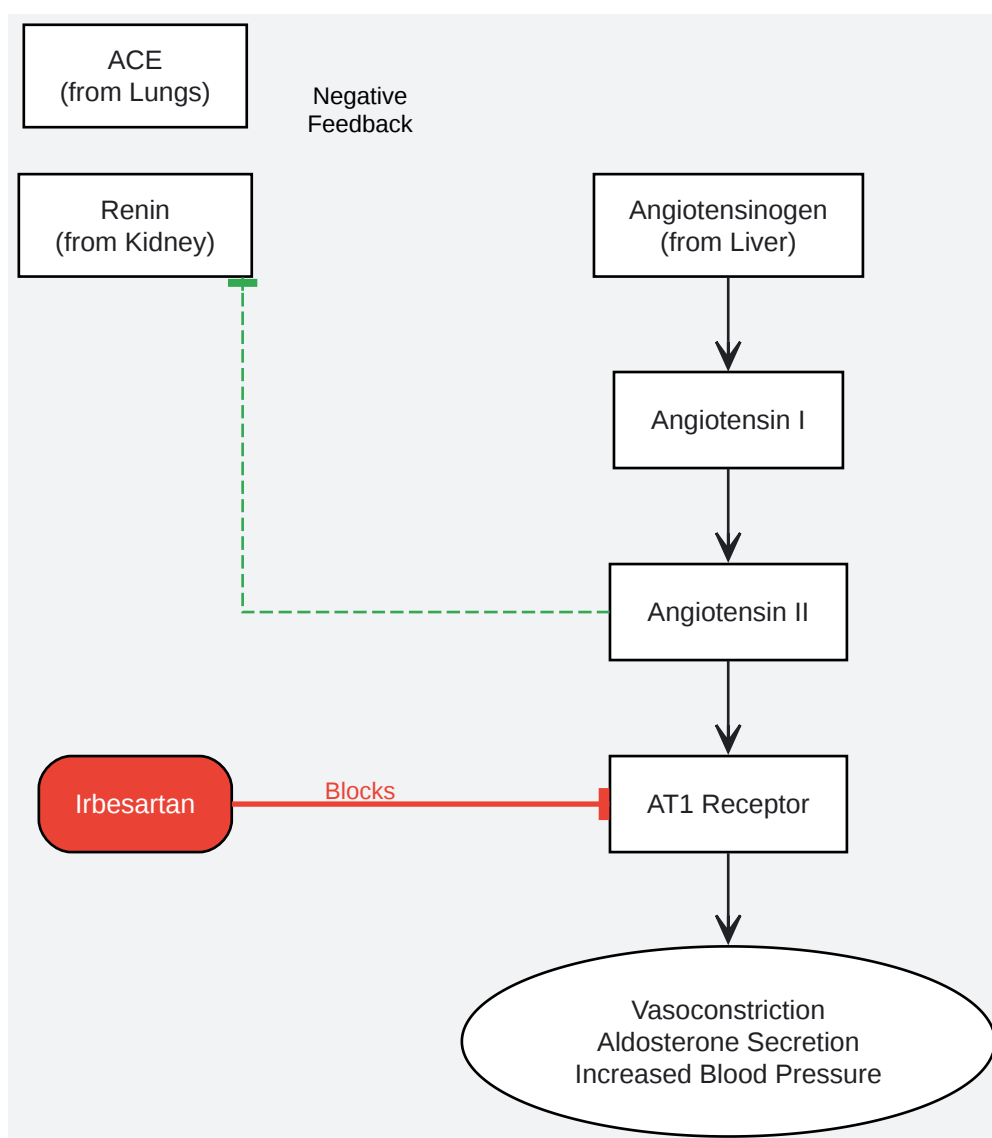 ACE
(from Lungs)
Negative
Feedback
Renin
(from Kidney)
Angiotensinogen
(from Liver)
Angiotensin I
Angiotensin II
Irbesartan
Blocks
AT1 Receptor
Vasoconstriction
Aldosterone Secretion
Increased Blood Pressure